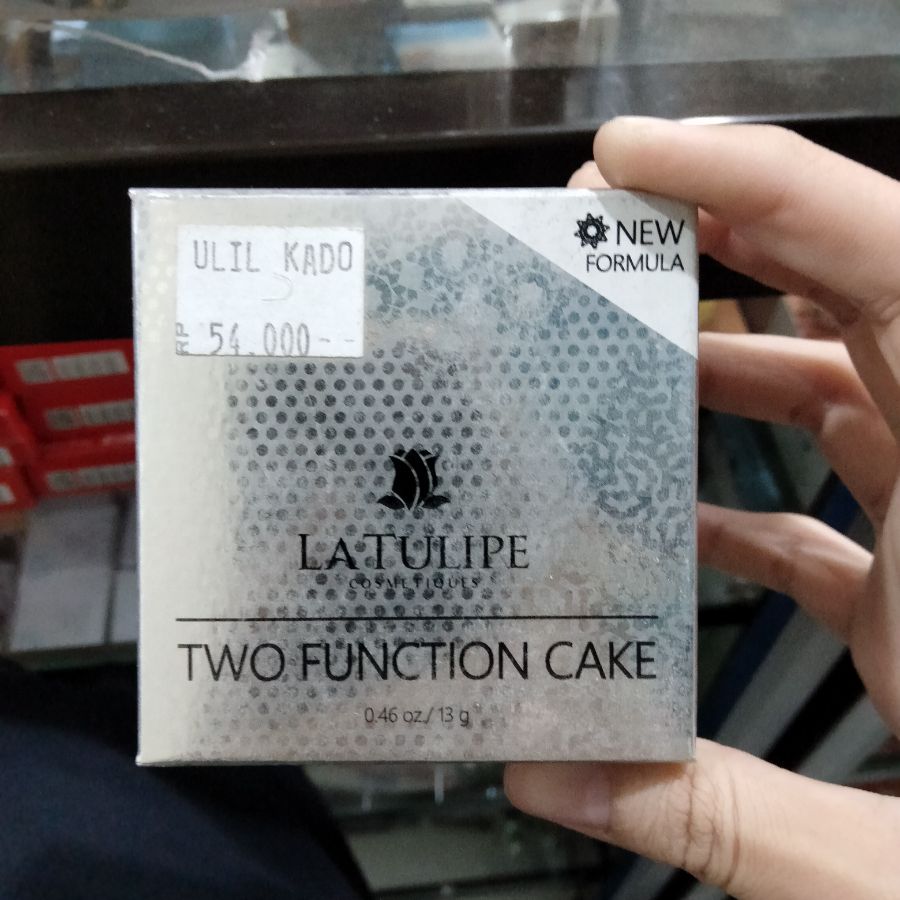 ULIL KADO
RP 54.000--
NEW
FORMULA
LATULIPE
COSMETIQUES
TWO FUNCTION CAKE
0.46 oz./ 13 g